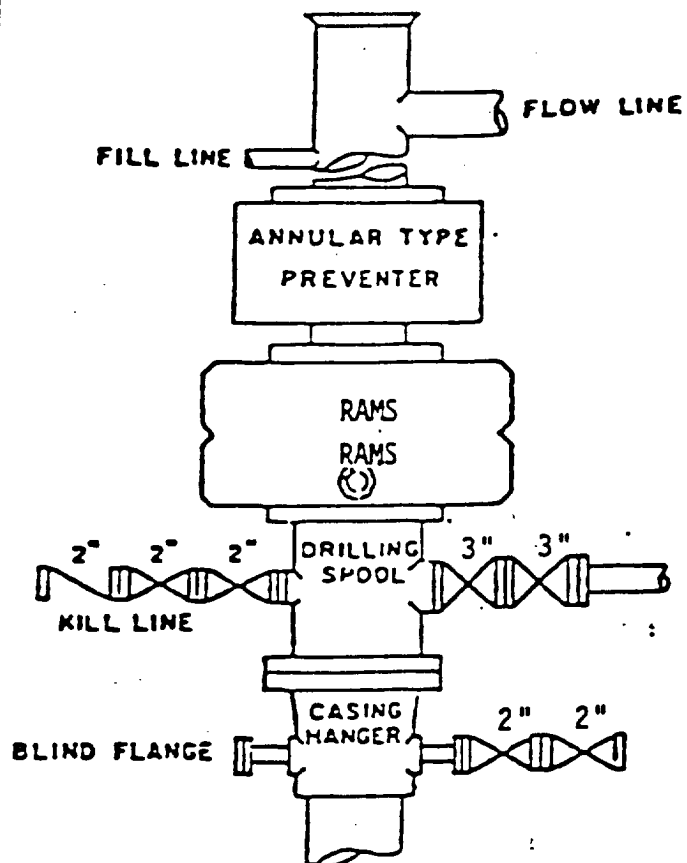 FLOW LINE
FILL LINE
ANNULAR TYPE
PREVENTER
RAMS
RAMS
2" 2" 2"
DRILLING
SPOOL
3" 3"
KILL LINE
CASING
HANGER
2" 2"
BLIND FLANGE